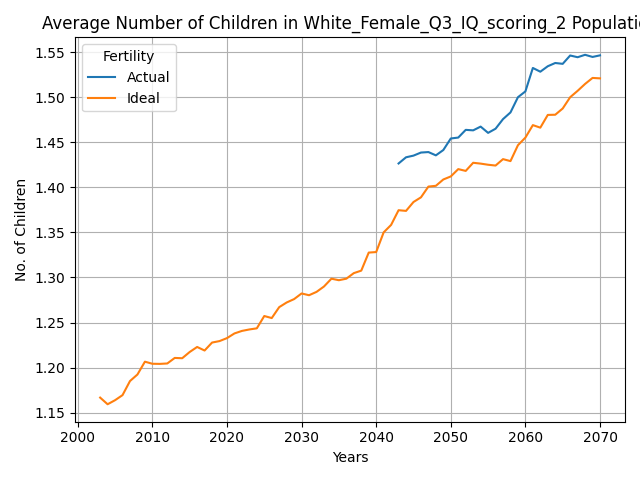 Average Number of Children in White_Female_Q3_IQ_scoring_2 Populati
Fertility
Actual
Ideal
1.55
1.50
1.45
1.40
1.35
1.30
1.25
1.20
1.15
No. of Children
2000 2010 2020 2030 2040 2050 2060 2070
Years